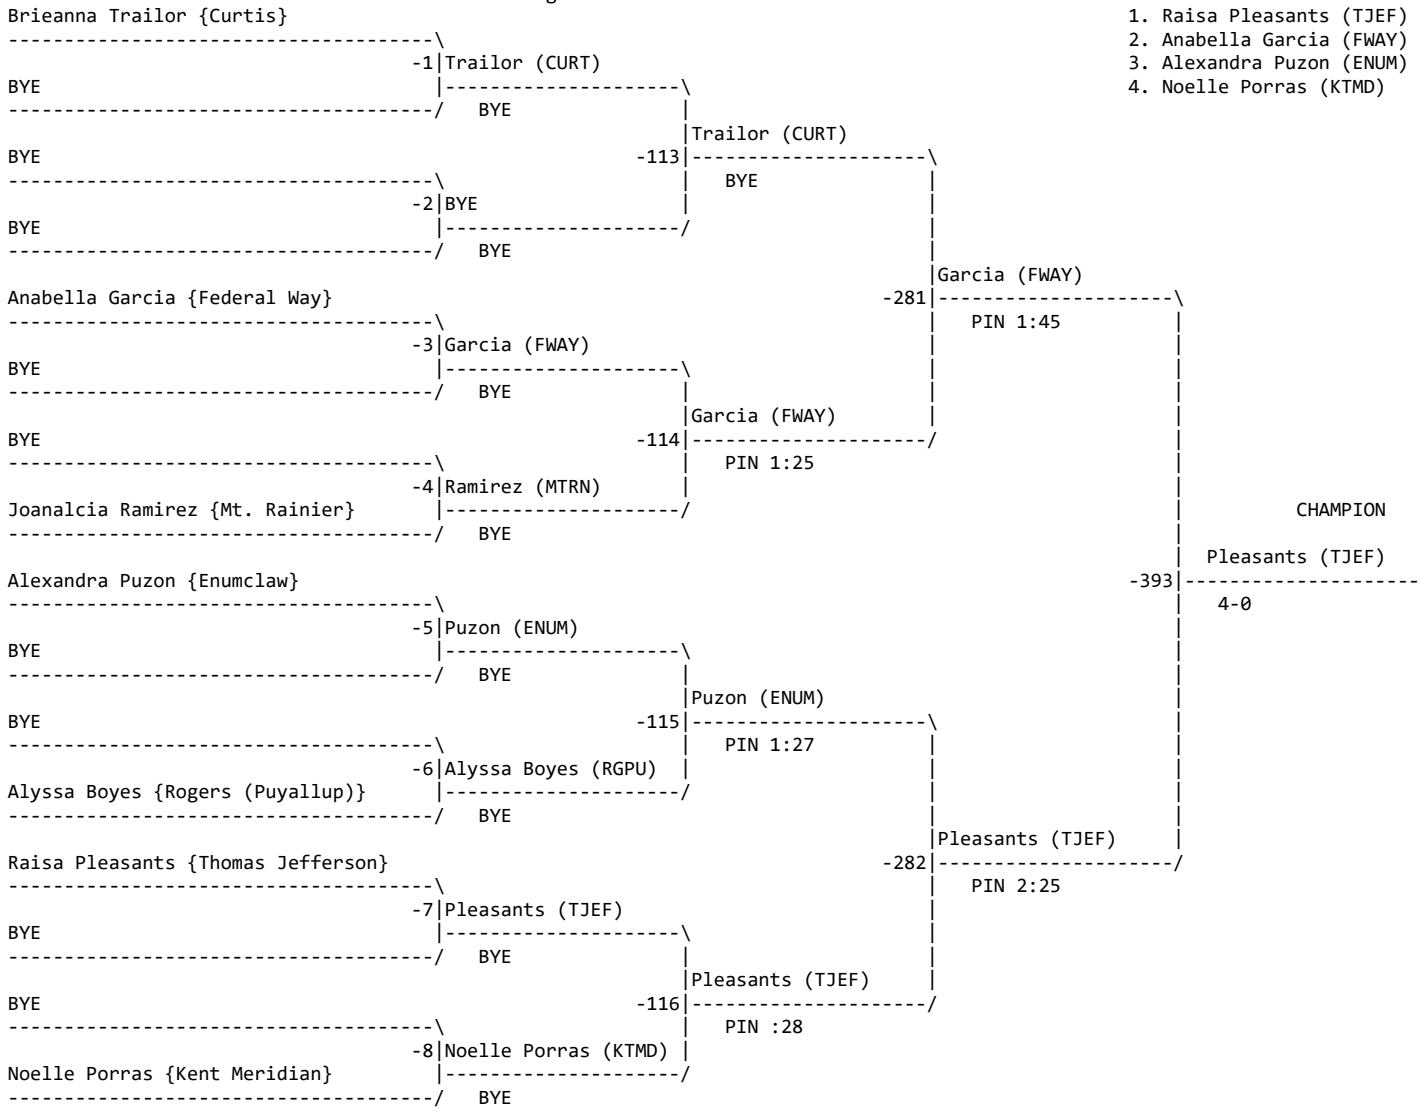 Brieanna Trailor {Curtis} 1. Raisa Pleasants (TJEF)
--------------------------------------\ 2. Anabella Garcia (FWAY)
-1|Trailor (CURT) 3. Alexandra Puzon (ENUM)
BYE |---------------------\ 4. Noelle Porras (KTMD)
--------------------------------------/ BYE |
|Trailor (CURT)
BYE -113|---------------------\
--------------------------------------\ | BYE |
-2|BYE | |
BYE |---------------------/ |
--------------------------------------/ BYE |
|Garcia (FWAY)
Anabella Garcia {Federal Way} -281|---------------------\
--------------------------------------\ | PIN 1:45 |
-3|Garcia (FWAY) | |
BYE |---------------------\ | |
--------------------------------------/ BYE | | |
|Garcia (FWAY) | |
BYE -114|---------------------/ |
--------------------------------------\ | PIN 1:25 |
-4|Ramirez (MTRN) | |
Joanalcia Ramirez {Mt. Rainier} |---------------------/ | CHAMPION
--------------------------------------/ BYE |
| Pleasants (TJEF)
Alexandra Puzon {Enumclaw} -393|---------------------
--------------------------------------\ | 4-0
-5|Puzon (ENUM) |
BYE |---------------------\ |
--------------------------------------/ BYE | |
|Puzon (ENUM) |
BYE -115|---------------------\ |
--------------------------------------\ | PIN 1:27 | |
-6|Alyssa Boyes (RGPU) | | |
Alyssa Boyes {Rogers (Puyallup)} |---------------------/ | |
--------------------------------------/ BYE | |
|Pleasants (TJEF) |
Raisa Pleasants {Thomas Jefferson} -282|---------------------/
--------------------------------------\ | PIN 2:25
-7|Pleasants (TJEF) |
BYE |---------------------\ |
--------------------------------------/ BYE | |
|Pleasants (TJEF) |
BYE -116|---------------------/
--------------------------------------\ | PIN :28
-8|Noelle Porras (KTMD) |
Noelle Porras {Kent Meridian} |---------------------/
--------------------------------------/ BYE